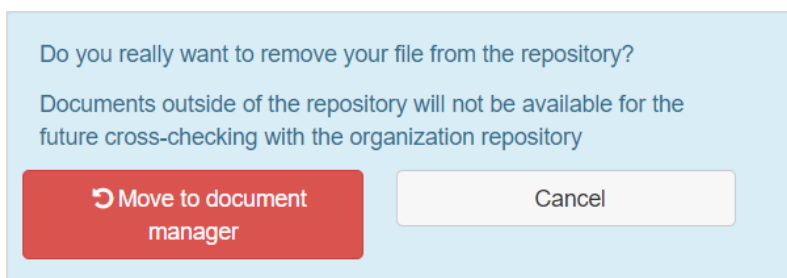 Do you really want to remove your file from the repository?
Documents outside of the repository will not be available for the
future cross-checking with the organization repository
Move to document
manager
Cancel